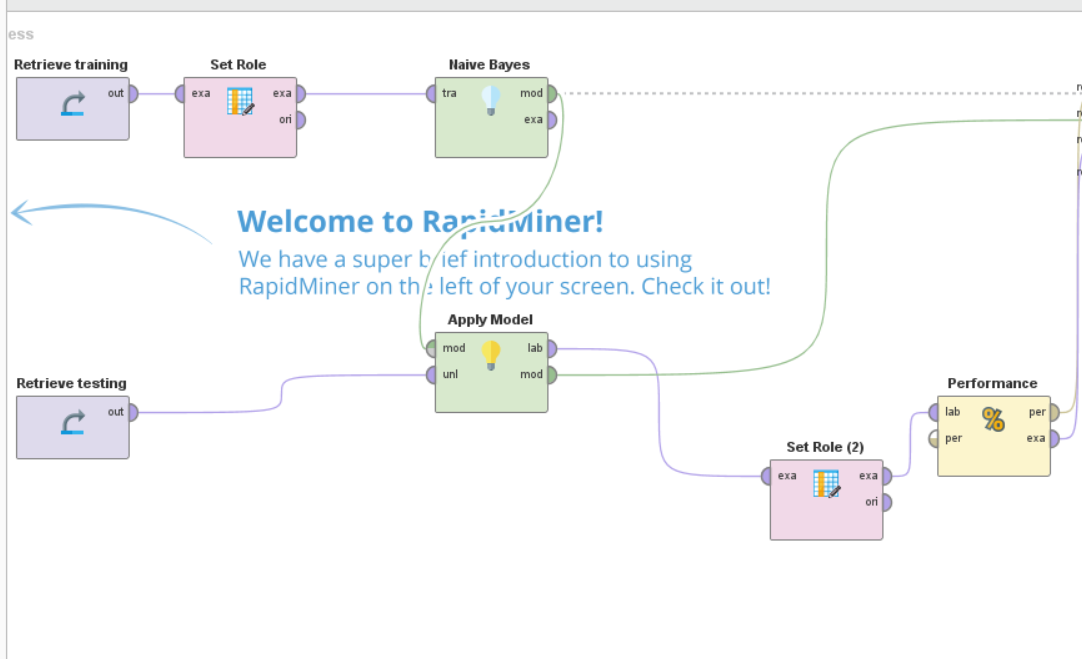 ess
Retrieve training
Set Role
Naive Bayes
out
exa
exa
ori
tra
mod
exa
Welcome to RapidMiner!
We have a super brief introduction to using
RapidMiner on the left of your screen. Check it out!
Apply Model
mod
lab
unl
mod
Retrieve testing
out
Performance
lab
per
per
exa
Set Role (2)
exa
exa
ori